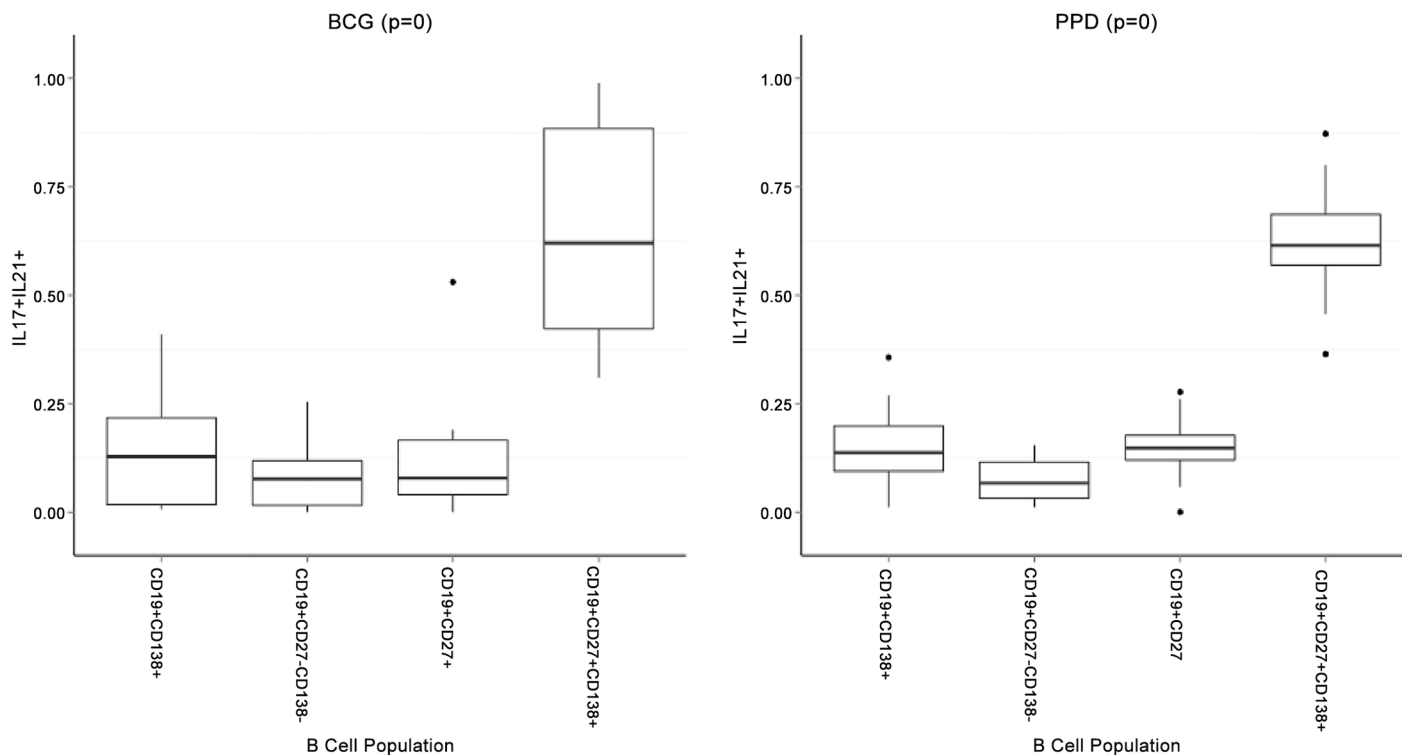 BCG (p=0)
1.00
0.75
0.50
0.25
0.00
IL17+IL21+
CD19+CD138+
CD19+CD27-CD138-
CD19+CD27+
CD19+CD27+CD138+
B Cell Population
PPD (p=0)
1.00
0.75
0.50
0.25
0.00
IL17+IL21+
CD19+CD138+
CD19+CD27-CD138-
CD19+CD27
CD19+CD27+CD138+
B Cell Population